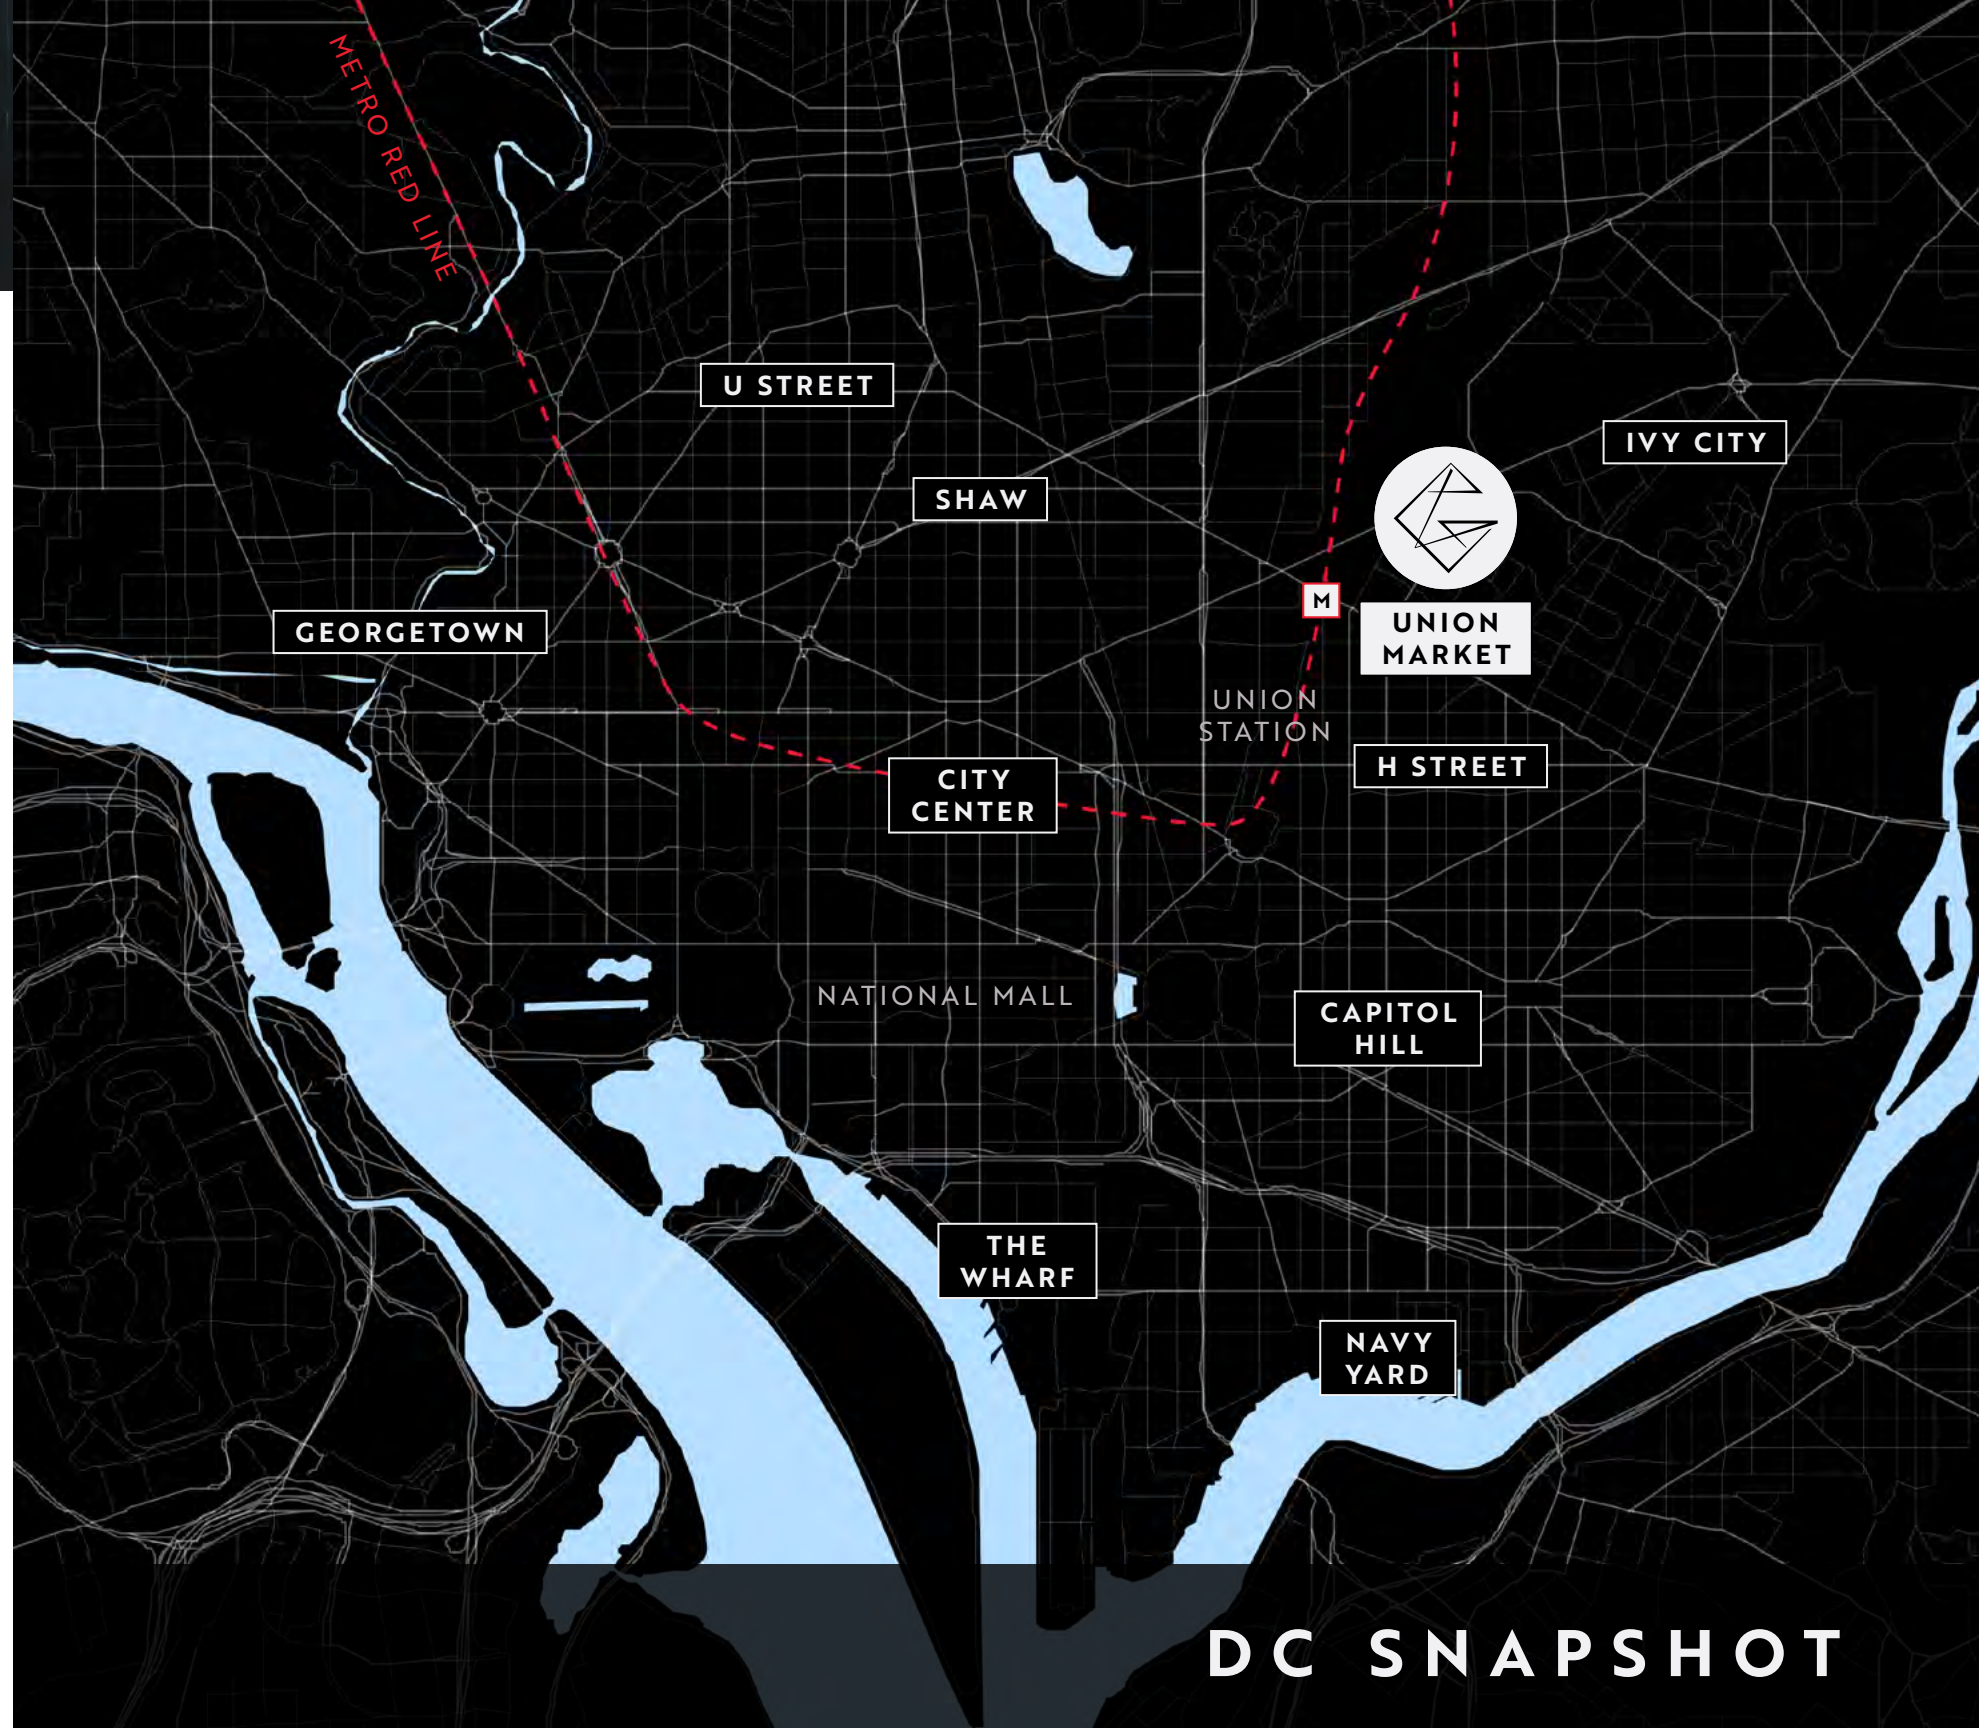 METRO RED LINE
U STREET
IVY CITY
SHAW
M
UNION
MARKET
GEORGETOWN
UNION
STATION
H STREET
CITY
CENTER
NATIONAL MALL
CAPITOL
HILL
THE
WHARF
NAVY
YARD
DC SNAPSHOT